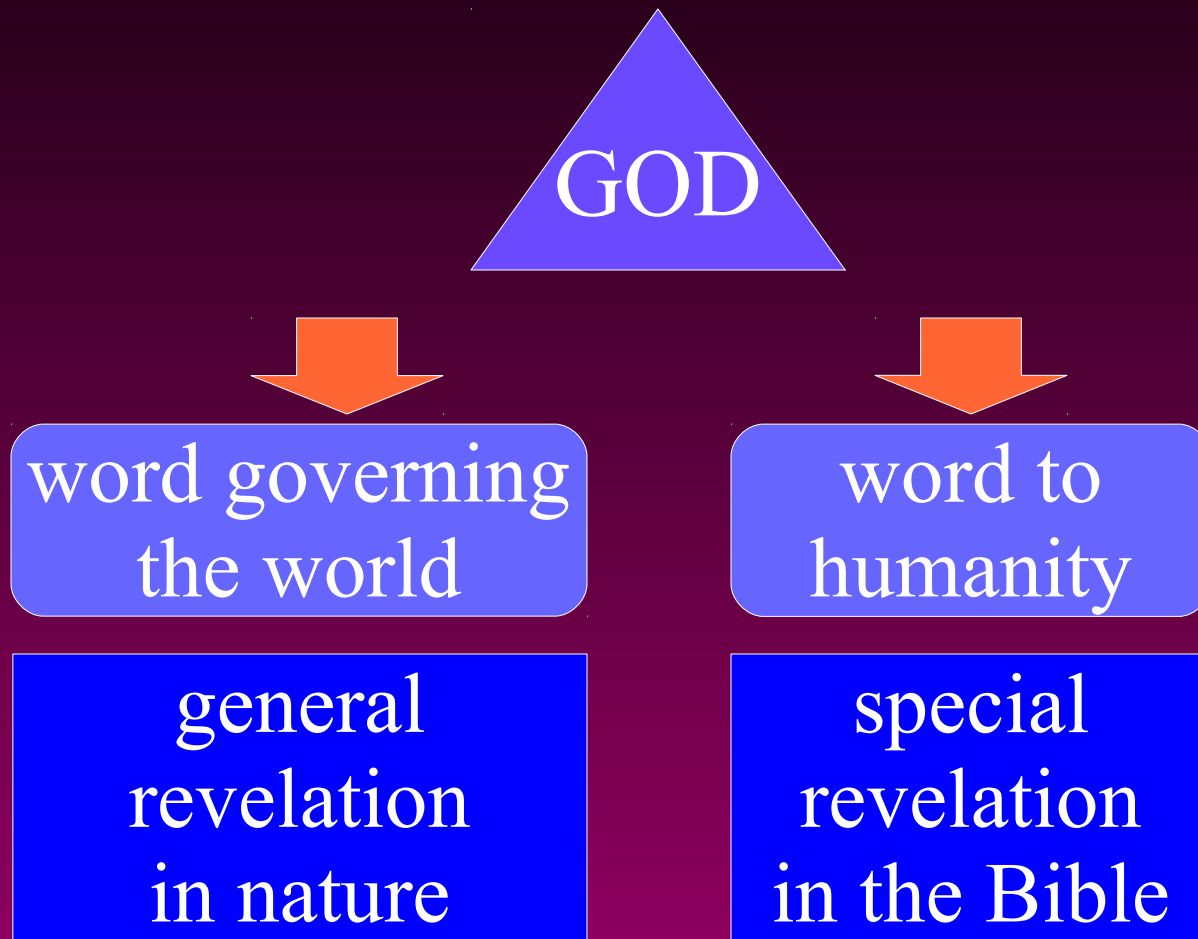 GOD
word governing
the world
word to
humanity
general
revelation
in nature
special
revelation
in the Bible